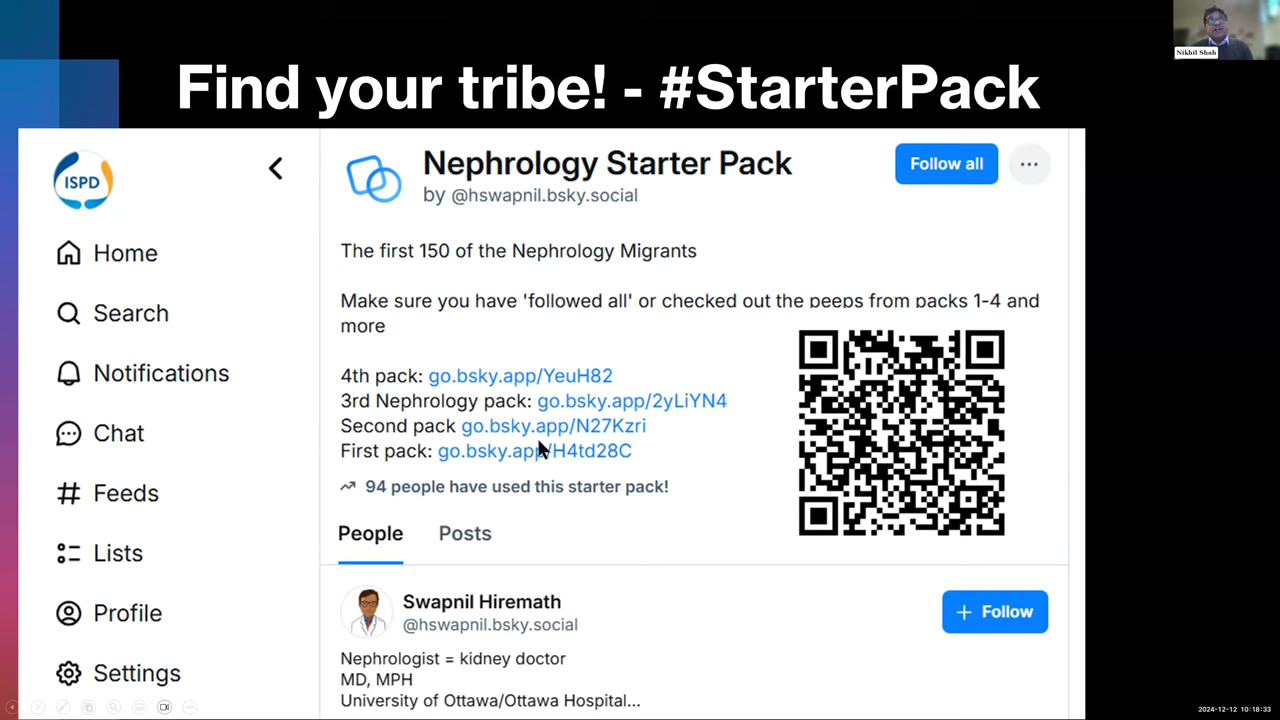 Nikhil Shah
Find your tribe! - #StarterPack
ISPD
Home
Search
Notifications
Chat
Feeds
Lists
Profile
Settings
Nephrology Starter Pack
by @hswapnil.bsky.social
Follow all
The first 150 of the Nephrology Migrants
Make sure you have 'followed all' or checked out the peeps from packs 1-4 and
more
4th pack: go.bsky.app/YeuH82
3rd Nephrology pack: go.bsky.app/2yLiYN4
Second pack go.bsky.app/N27Kzri
First pack: go.bsky.app/H4td28C
94 people have used this starter pack!
People
Posts
Swapnil Hiremath
@hswapnil.bsky.social
+ Follow
Nephrologist = kidney doctor
MD, MPH
University of Ottawa/Ottawa Hospital...
2024-12-12 10:18:33